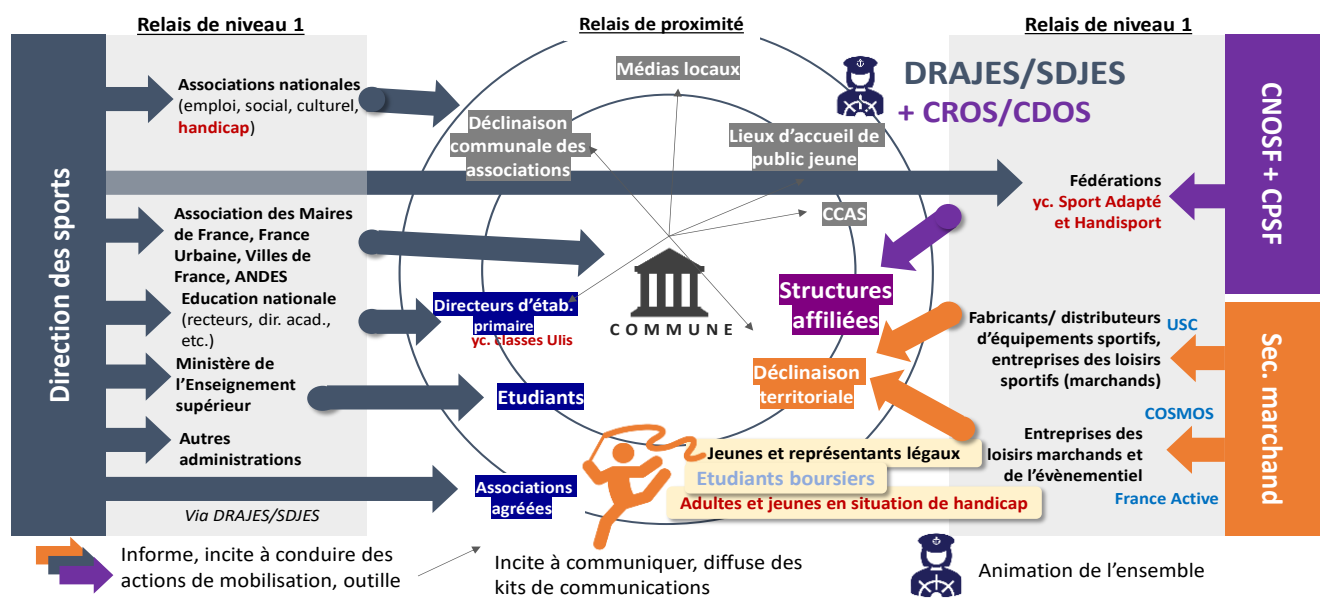 Relais de niveau 1
Relais de proximité
Relais de niveau 1
Direction des sports
Associations nationales
(emploi, social, culturel,
handicap)
Association des Maires
de France, France
Urbaine, Villes de
France, ANDES
Education nationale
(recteurs, dir. acad.,
etc.)
Ministère de
l'Enseignement
supérieur
Autres
administrations
Via DRAJES/SDJES
Médias locaux
Déclinaison
communale des
associations
Lieux d'accueil de
public jeune
CCAS
COMMUNE
Directeurs d'étab.
primaire
yc. classes Ulis
Etudiants
Associations
agréées
Structures
affiliées
Déclinaison
territoriale
Jeunes et représentants légaux
Etudiants boursiers
Adultes et jeunes en situation de handicap
DRAJES/SDJES
+ CROS/CDOS
Fédérations
yc. Sport Adapté
et Handisport
Fabricants/ distributeurs
d'équipements sportifs,
entreprises des loisirs
sportifs (marchands)
USC
COSMOS
Entreprises des
loisirs marchands et
de l'évènementiel
France Active
CNOSF + CPSF
Sec. marchand
Informe, incite à conduire des
actions de mobilisation, outille
Incite à communiquer, diffuse des
kits de communications
Animation de l'ensemble